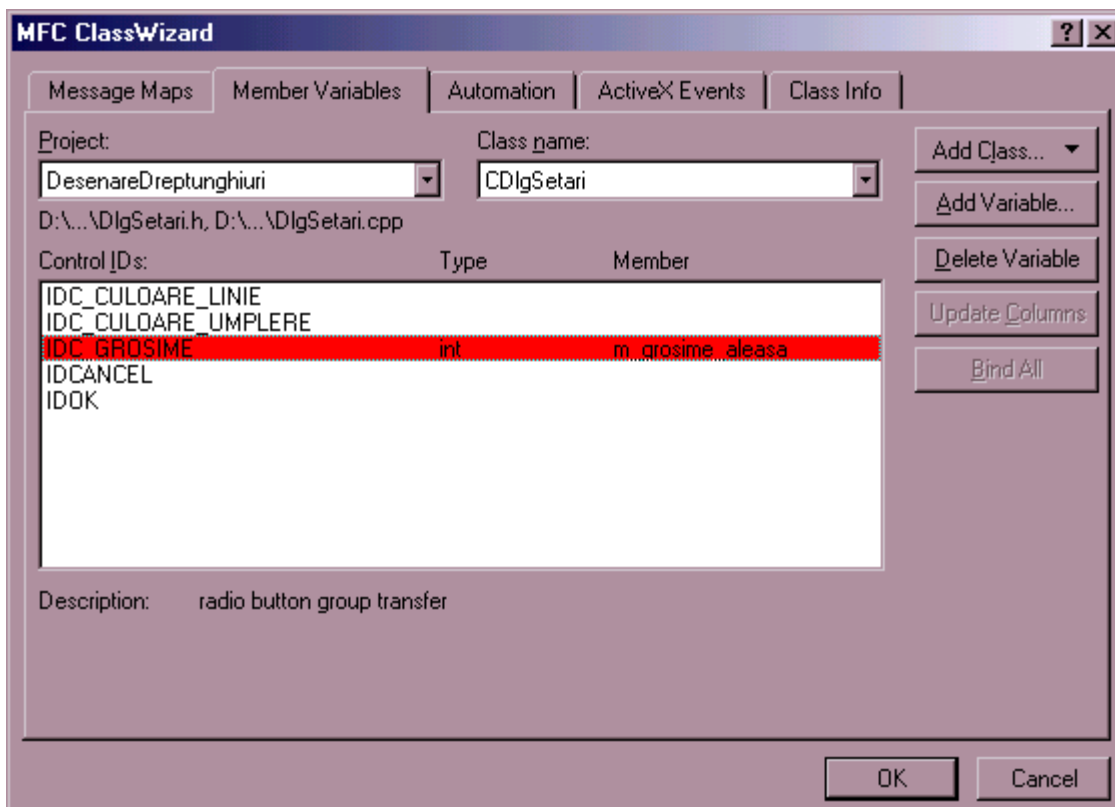 MFC ClassWizard
Message Maps Member Variables Automation ActiveX Events Class Info
Project: Class name: Add Class...
DesenareDreptunghiuri CDlgSetari
Add Variable...
D:\...\DlgSetari.h, D:\...\DlgSetari.cpp
Control IDs: Type Member Delete Variable
IDC_CULOARE_LINIE
IDC_CULOARE_UMPLERE Update Columns
IDC_GROSIME int m_grosime_aleasa
IDCANCEL Bind All
IDOK
Description: radio button group transfer
OK Cancel